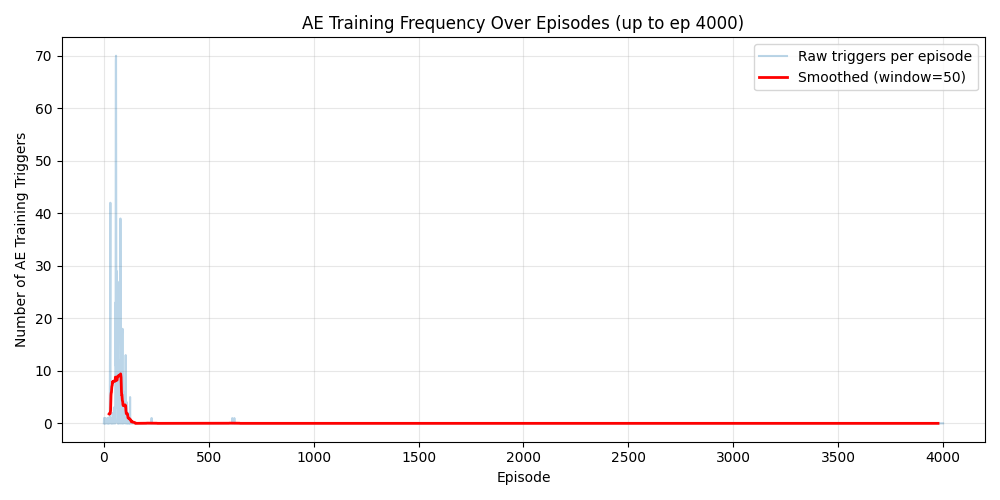 AE Training Frequency Over Episodes (up to ep 4000)
Raw triggers per episode
Smoothed (window=50)
Number of AE Training Triggers
70
60
50
40
30
20
10
0
0 500 1000 1500 2000 2500 3000 3500 4000
Episode